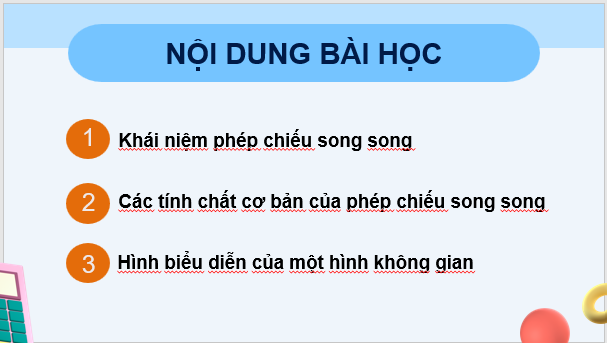 NỘI DUNG BÀI HỌC
1 Khái niệm phép chiếu song song
2 Các tính chất cơ bản của phép chiếu song song
3 Hình biểu diễn của một hình không gian